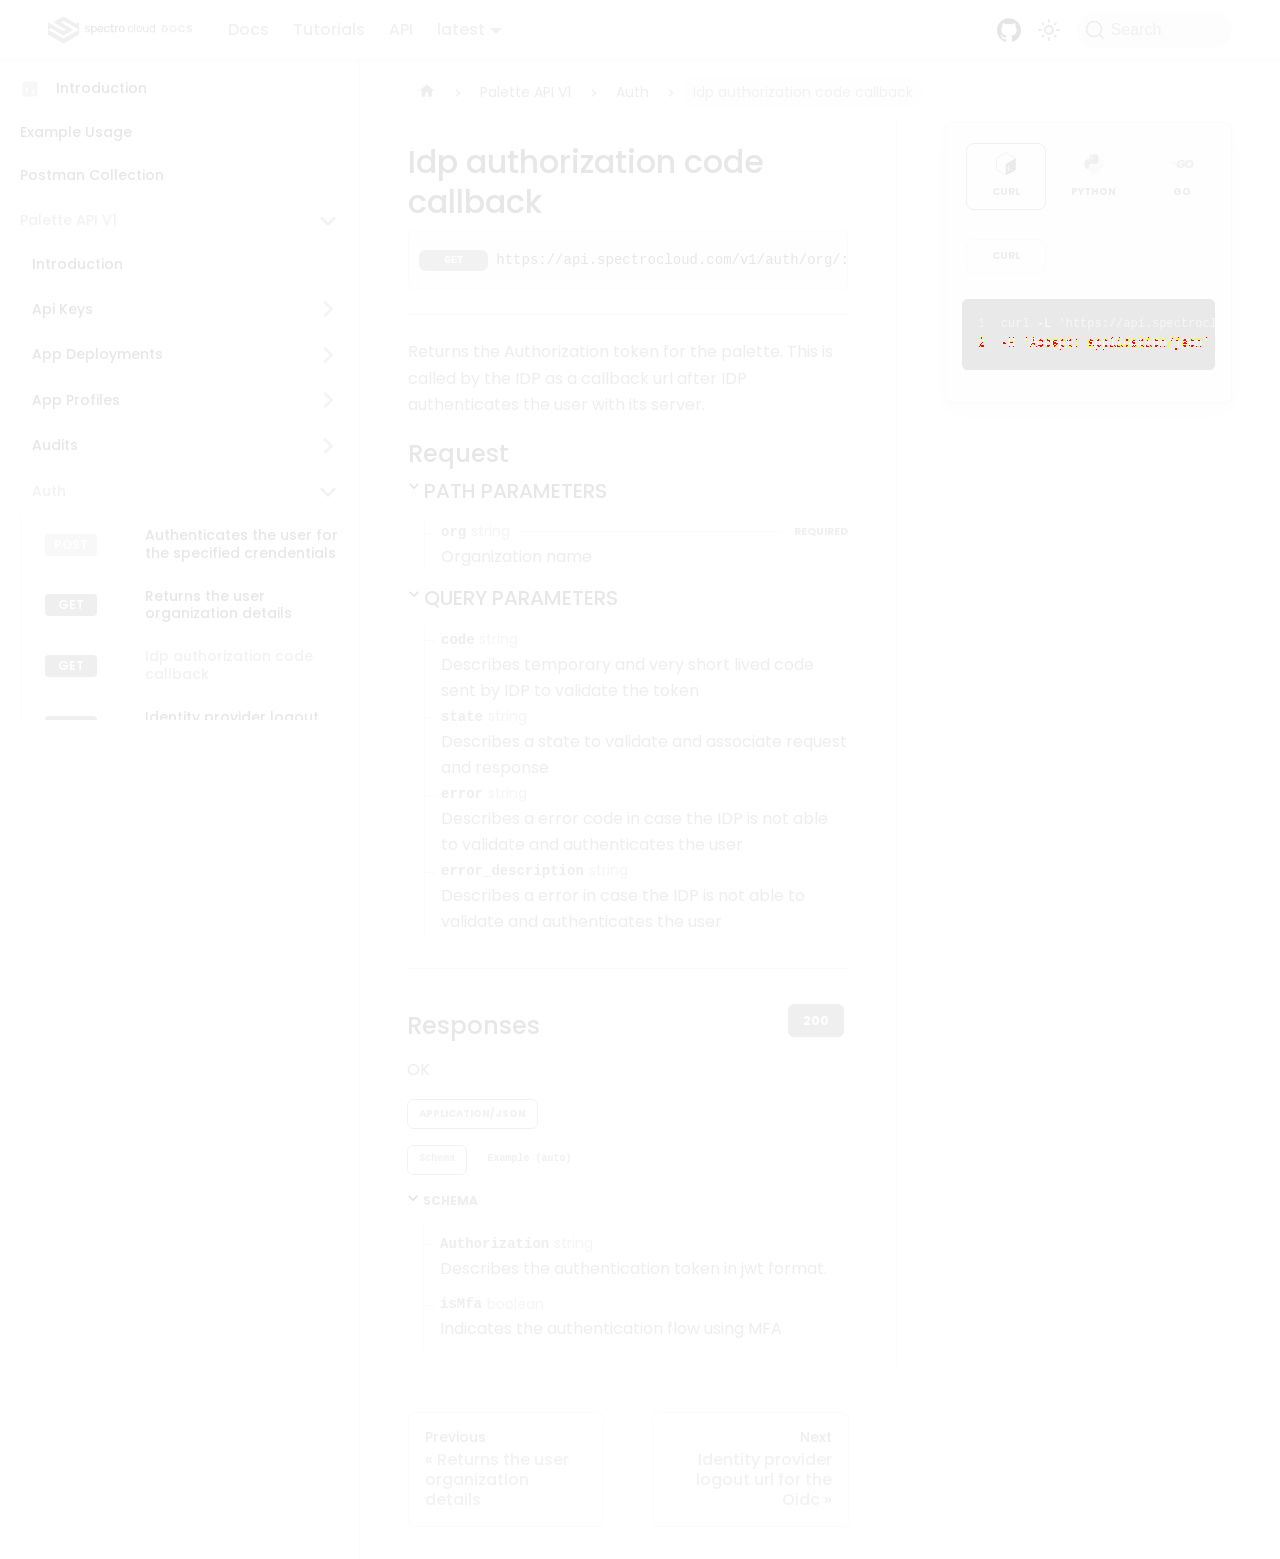 spectro cloud DOCS
Docs
Tutorials
API
latest
Search
Introduction
Example Usage
Postman Collection
Palette API V1
Introduction
Api Keys
App Deployments
App Profiles
Audits
Auth
POST
Authenticates the user for
the specified crendentials
GET
Returns the user
organization details
GET
Idp authorization code
callback
Identity provider logout
Palette API V1
Auth
Idp authorization code callback
Idp authorization code
callback
GET
https://api.spectrocloud.com/v1/auth/org/:
Returns the Authorization token for the palette. This is
called by the IDP as a callback url after IDP
authenticates the user with its server.
Request
PATH PARAMETERS
org string
REQUIRED
Organization name
QUERY PARAMETERS
code string
Describes temporary and very short lived code
sent by IDP to validate the token
state string
Describes a state to validate and associate request
and response
error string
Describes a error code in case the IDP is not able
to validate and authenticates the user
error_description string
Describes a error in case the IDP is not able to
validate and authenticates the user
Responses
200
OK
APPLICATION/JSON
Schema
Example (auto)
SCHEMA
Authorization string
Describes the authentication token in jwt format.
isMfa boolean
Indicates the authentication flow using MFA
Previous
« Returns the user
organization
details
Next
Identity provider
logout url for the
Oidc »
CURL
PYTHON
GO
CURL
1 curl -L 'https://api.spectrocl
2 -H 'Accept: application/json'